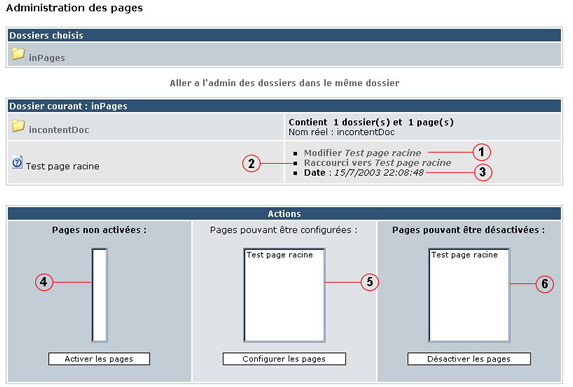 Administration des pages
Dossiers choisis
inPages
Aller a l'admin des dossiers dans le même dossier
Dossier courant : inPages
incontentDoc
Contient 1 dossier(s) et 1 page(s)
Nom réel : incontentDoc
Test page racine
Modifier Test page racine
1
2
Raccourci vers Test page racine
Date : 15/7/2003 22:08:48
3
Actions
Pages non activées :
Pages pouvant être configurées :
Pages pouvant être désactivées :
Test page racine
Test page racine
4
5
6
Activer les pages
Configurer les pages
Désactiver les pages